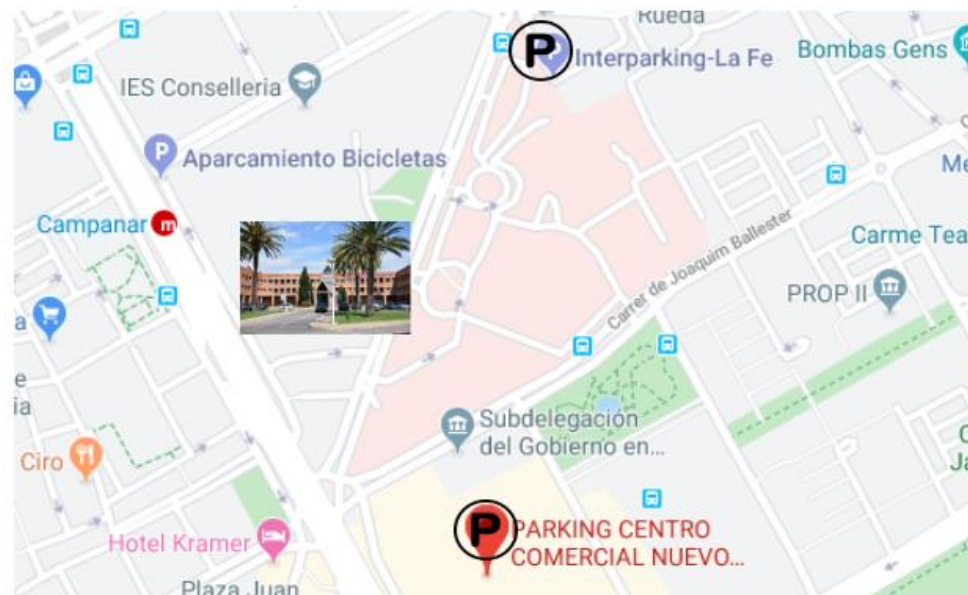 Rueda
P
Interparking-La Fe
Bombas Gens
IES Conselleria
P
Aparcamiento Bicicletas
Me
Campanar m
Carrer de Joaquim Ballester
Carme Tea
PROP II
a
e
ia
Subdelegación
del Gobierno en...
Ciro
Ja
P
PARKING CENTRO
COMERCIAL NUEVO...
Hotel Kramer
Plaza Juan